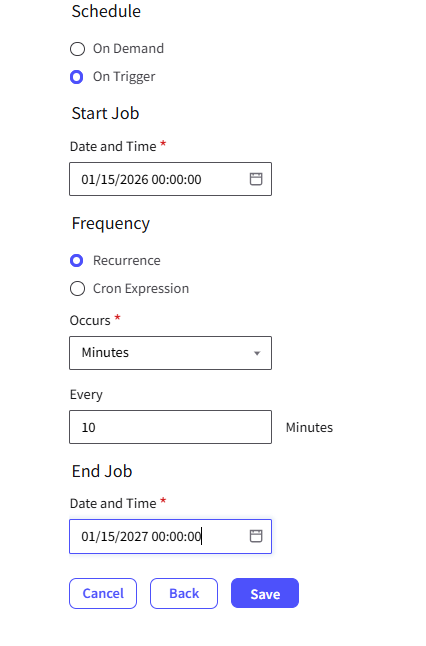 Schedule
On Demand
On Trigger
Start Job
Date and Time *
01/15/2026 00:00:00
Frequency
Recurrence
Cron Expression
Occurs *
Minutes
Every
10 Minutes
End Job
Date and Time *
01/15/2027 00:00:00
Cancel Back Save